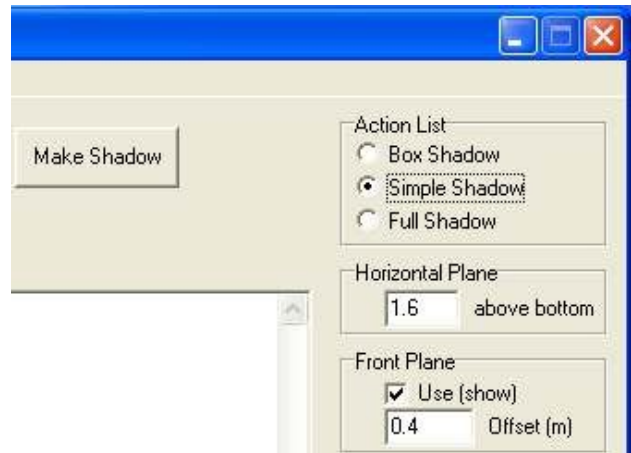 Make Shadow
Action List
Box Shadow
Simple Shadow
Full Shadow
Horizontal Plane
1.6 above bottom
Front Plane
Use (show)
0.4 Offset (m)